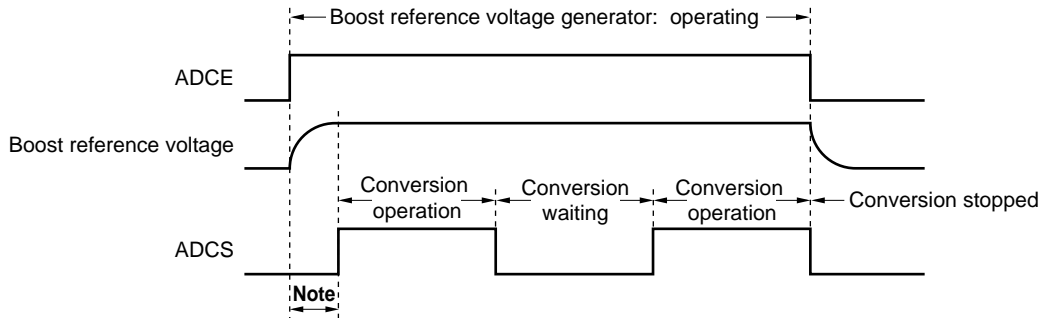 Boost reference voltage generator: operating
ADCE
Boost reference voltage
Conversion
operation
Conversion
waiting
Conversion
operation
Conversion stopped
ADCS
Note